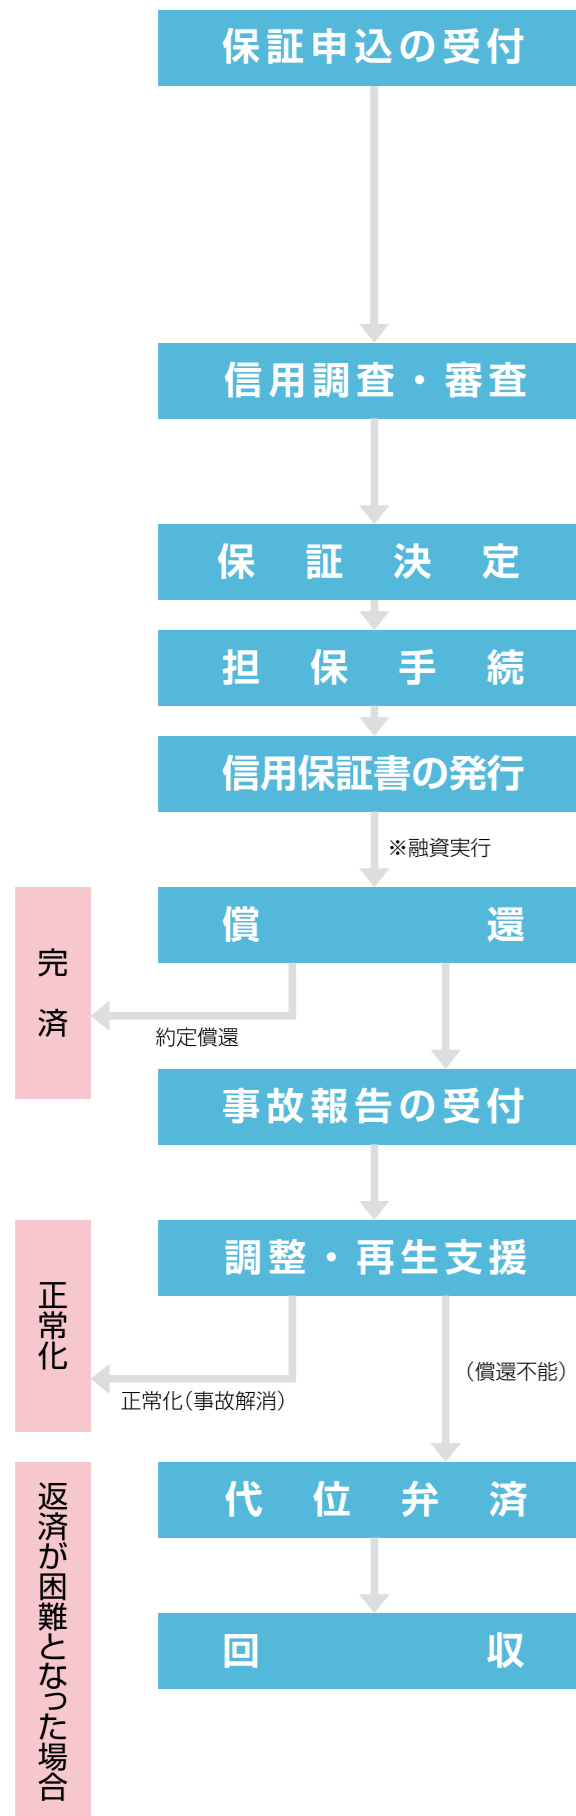 保証申込の受付
信用調査・審査
保証決定
担保手続
信用保証書の発行
※融資実行
償還
完済
約定償還
事故報告の受付
調整・再生支援
正常化
（償還不能）
正常化（事故解消）
代位弁済
返済が困難となった場合
回収